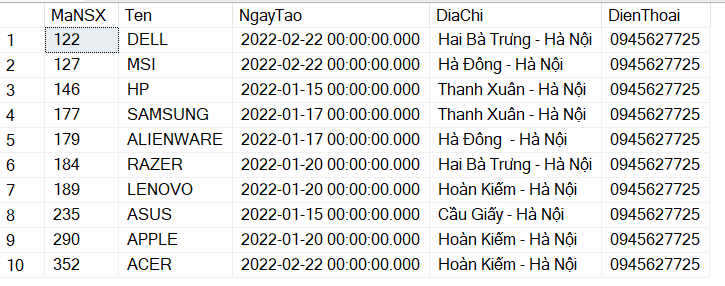 MaNSX Ten NgayTao DiaChi DienThoai
1 122 DELL 2022-02-22 00:00:00.000 Hai Bà Trưng - Hà Nội 0945627725
2 127 MSI 2022-02-22 00:00:00.000 Hà Đông - Hà Nội 0945627725
3 146 HP 2022-01-15 00:00:00.000 Thanh Xuân - Hà Nội 0945627725
4 177 SAMSUNG 2022-01-17 00:00:00.000 Thanh Xuân - Hà Nội 0945627725
5 179 ALIENWARE 2022-01-17 00:00:00.000 Hà Đông  - Hà Nội 0945627725
6 184 RAZER 2022-01-20 00:00:00.000 Hai Bà Trưng - Hà Nội 0945627725
7 189 LENOVO 2022-01-20 00:00:00.000 Hoàn Kiếm - Hà Nội 0945627725
8 235 ASUS 2022-01-15 00:00:00.000 Cầu Giấy - Hà Nội 0945627725
9 290 APPLE 2022-01-20 00:00:00.000 Hoàn Kiếm - Hà Nội 0945627725
10 352 ACER 2022-02-22 00:00:00.000 Hoàn Kiếm - Hà Nội 0945627725